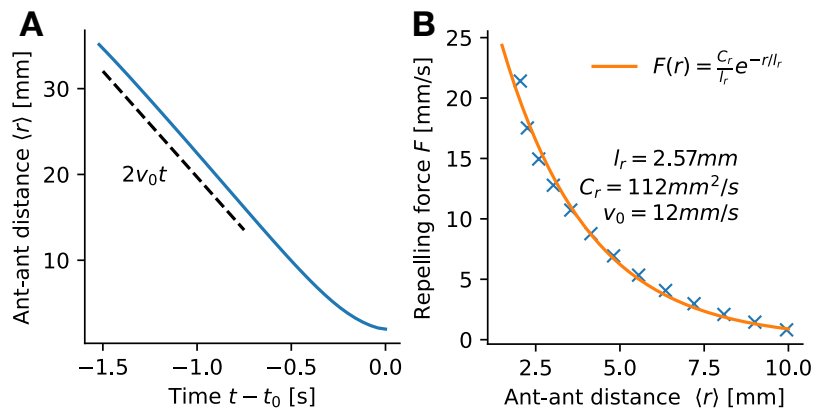 A
Ant-ant distance ⟨r⟩ [mm]
30
20
10
2v₀t
−1.5
−1.0
−0.5
0.0
Time t − t₀ [s]
B
Repelling force F [mm/s]
25
20
15
10
5
0
F(r) = \frac{C_r}{l_r} e^{−r/l_r}
l_r = 2.57mm
C_r = 112mm²/s
v₀ = 12mm/s
2.5
5.0
7.5
10.0
Ant-ant distance ⟨r⟩ [mm]